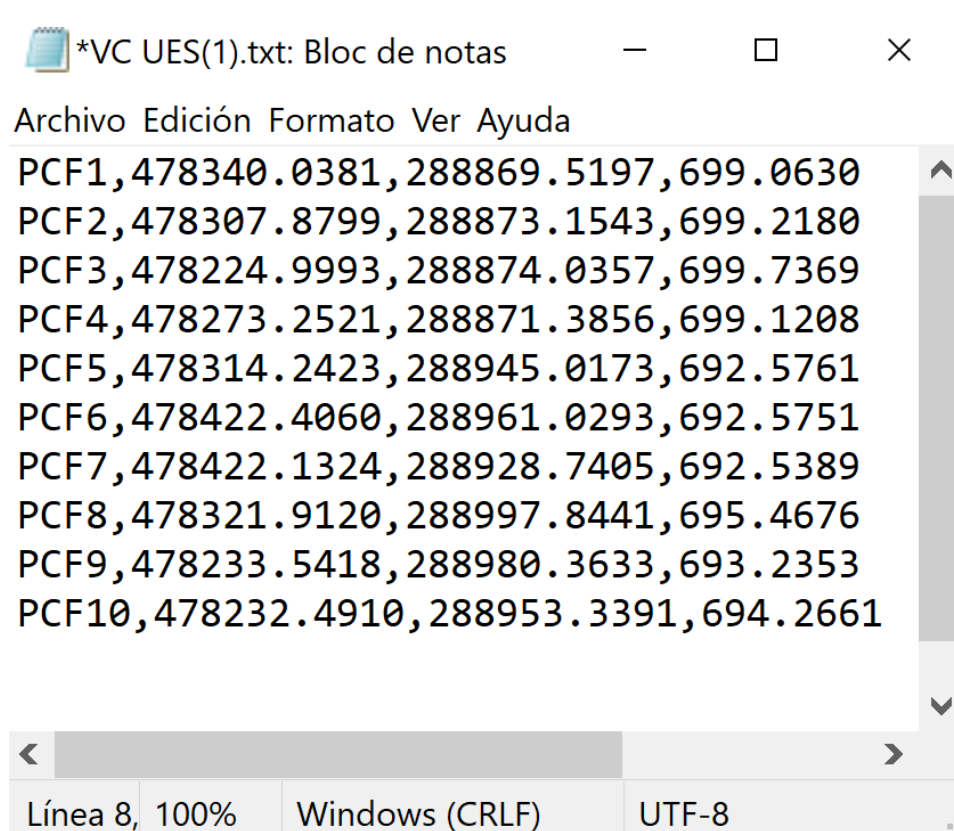 *VC UES(1).txt: Bloc de notas
Archivo Edición Formato Ver Ayuda
PCF1,478340.0381,288869.5197,699.0630
PCF2,478307.8799,288873.1543,699.2180
PCF3,478224.9993,288874.0357,699.7369
PCF4,478273.2521,288871.3856,699.1208
PCF5,478314.2423,288945.0173,692.5761
PCF6,478422.4060,288961.0293,692.5751
PCF7,478422.1324,288928.7405,692.5389
PCF8,478321.9120,288997.8441,695.4676
PCF9,478233.5418,288980.3633,693.2353
PCF10,478232.4910,288953.3391,694.2661
Línea 8, 100% Windows (CRLF) UTF-8